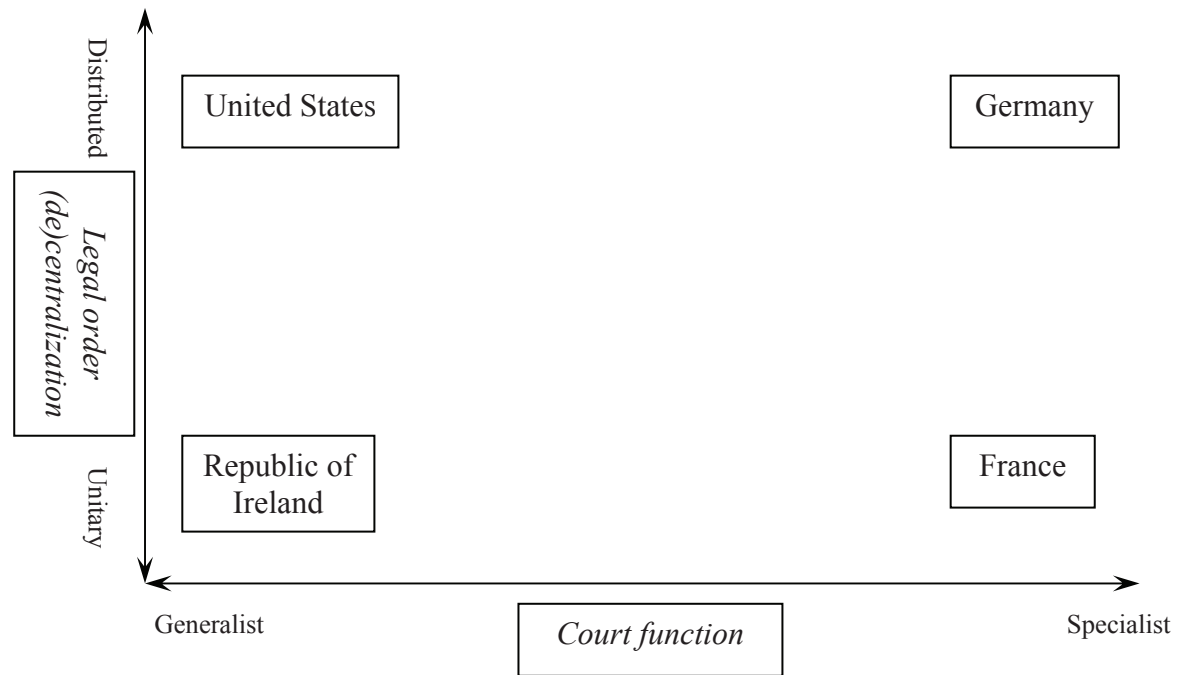 Distributed
United States
Germany
Legal order
(de)centralization
Unitary
Republic of
Ireland
France
Generalist
Court function
Specialist